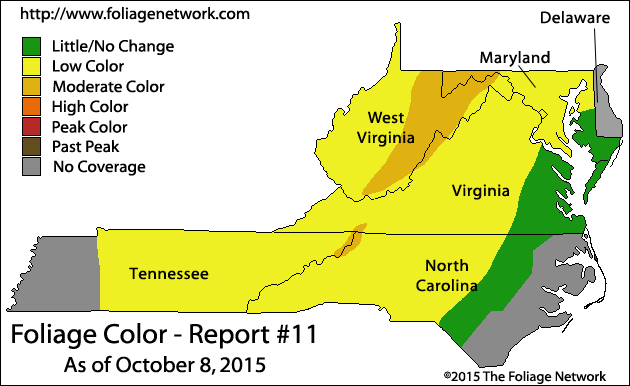 http://www.foliagenetwork.com
Delaware
Little/No Change
Low Color
Moderate Color
High Color
Peak Color
Past Peak
No Coverage
Maryland
West
Virginia
Virginia
Tennessee
North
Carolina
Foliage Color - Report #11
As of October 8, 2015
©2015 The Foliage Network